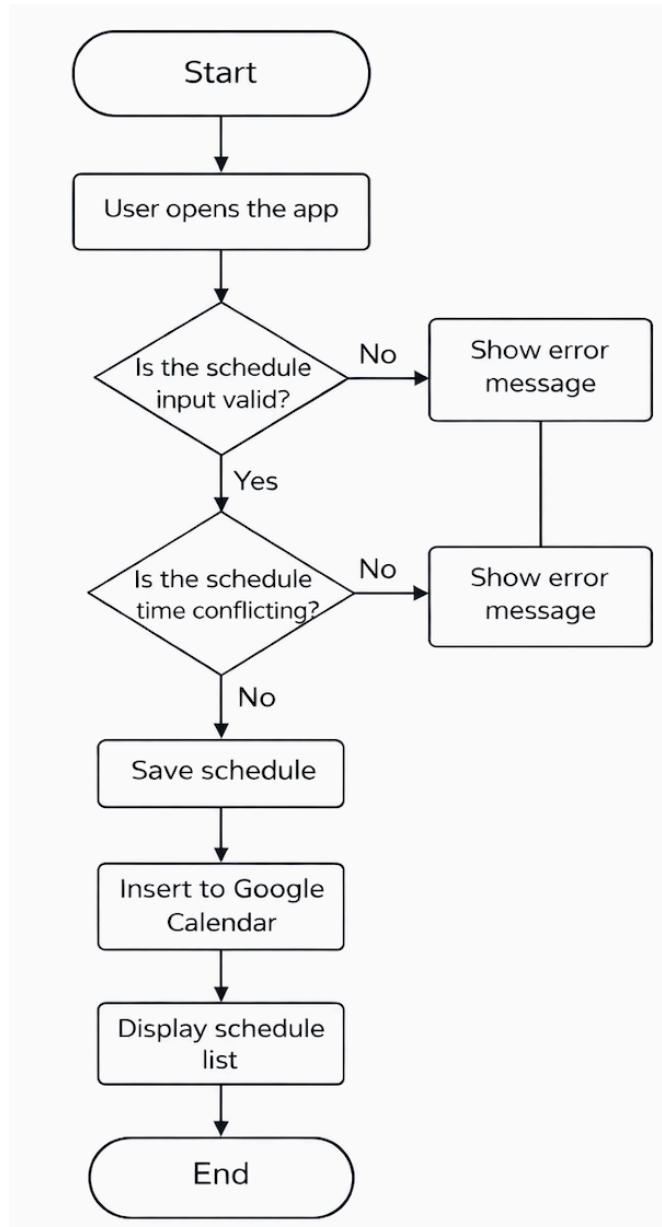 Start
User opens the app
Is the schedule
input valid?
No
Show error
message
Yes
Is the schedule
time conflicting?
No
Show error
message
No
Save schedule
Insert to Google
Calendar
Display schedule
list
End